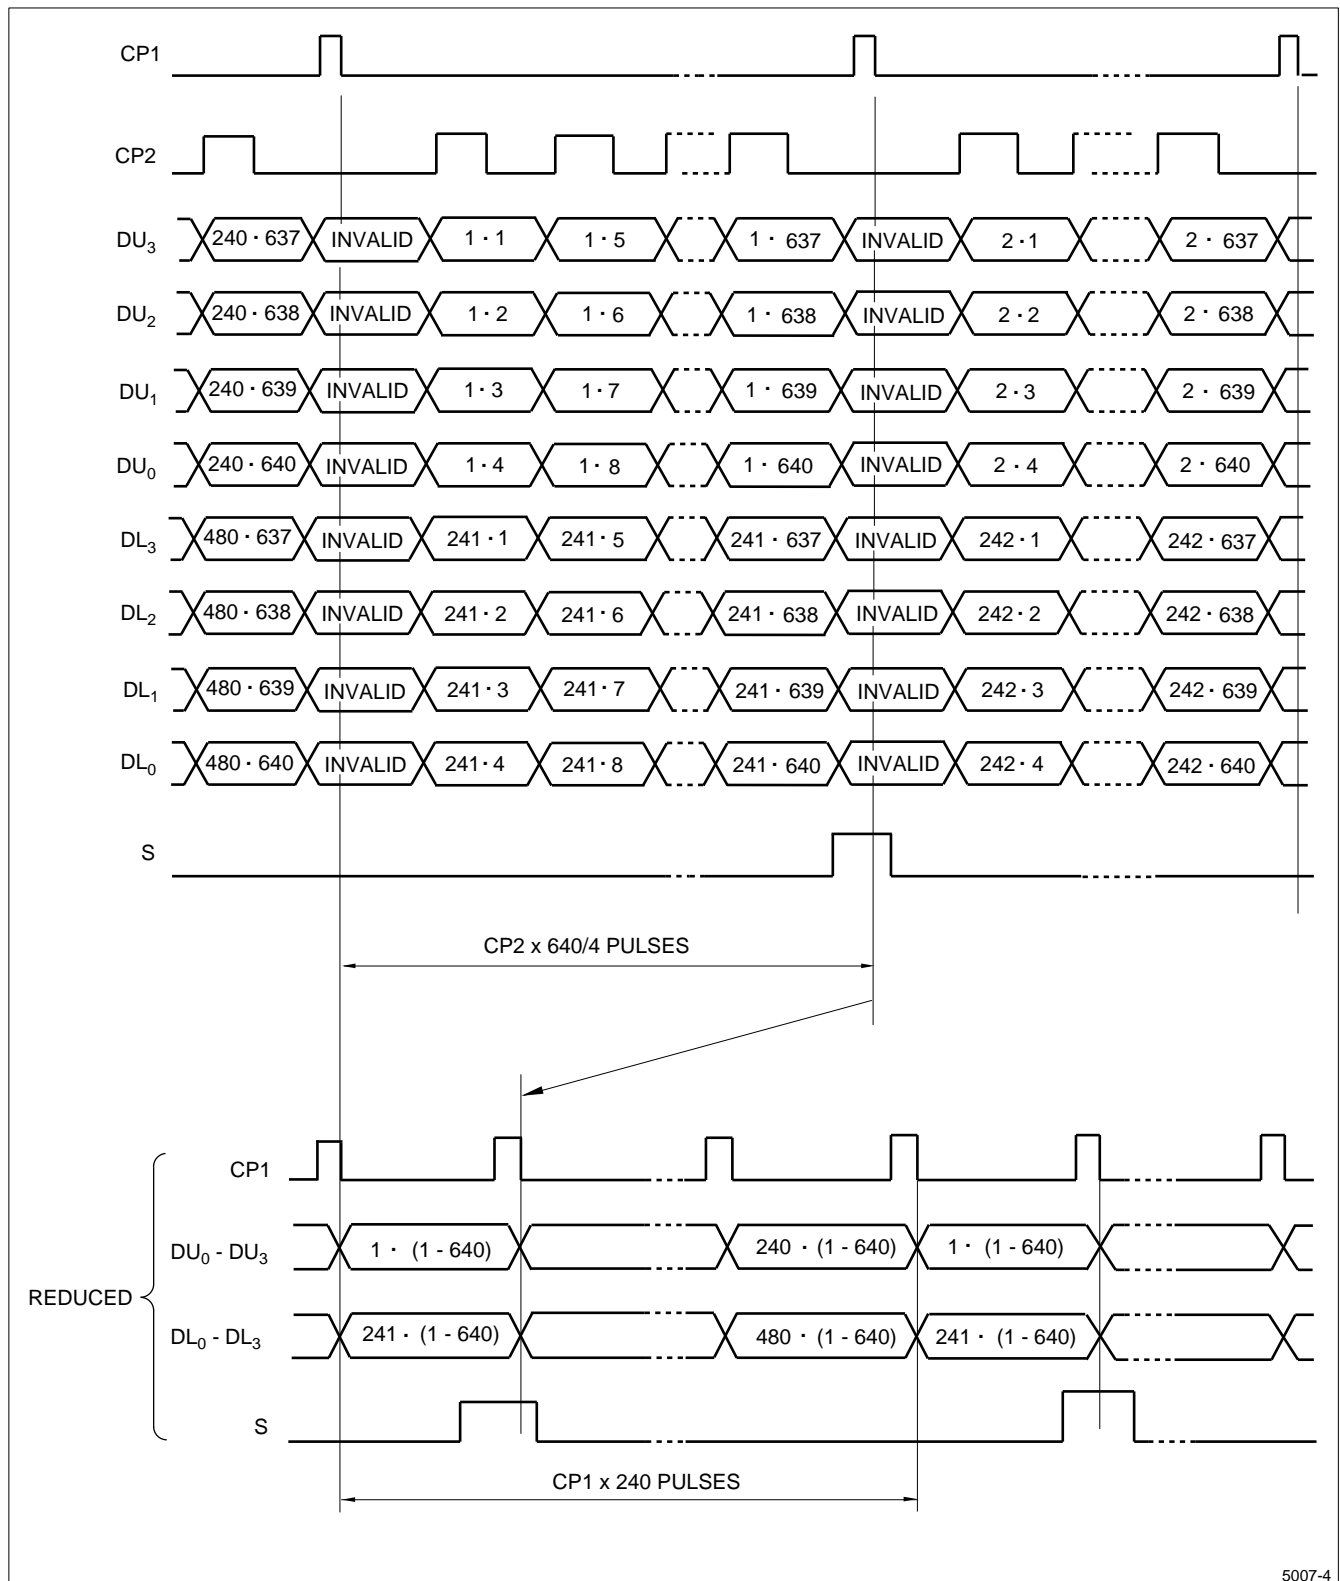 CP1
CP2
DU3 240 · 637 INVALID 1 · 1 1 · 5 1 · 637 INVALID 2 · 1 2 · 637
DU2 240 · 638 INVALID 1 · 2 1 · 6 1 · 638 INVALID 2 · 2 2 · 638
DU1 240 · 639 INVALID 1 · 3 1 · 7 1 · 639 INVALID 2 · 3 2 · 639
DU0 240 · 640 INVALID 1 · 4 1 · 8 1 · 640 INVALID 2 · 4 2 · 640
DL3 480 · 637 INVALID 241 · 1 241 · 5 241 · 637 INVALID 242 · 1 242 · 637
DL2 480 · 638 INVALID 241 · 2 241 · 6 241 · 638 INVALID 242 · 2 242 · 638
DL1 480 · 639 INVALID 241 · 3 241 · 7 241 · 639 INVALID 242 · 3 242 · 639
DL0 480 · 640 INVALID 241 · 4 241 · 8 241 · 640 INVALID 242 · 4 242 · 640
S
CP2 x 640/4 PULSES
CP1
DU0 - DU3 1 · (1 - 640) 240 · (1 - 640) 1 · (1 - 640)
REDUCED
DL0 - DL3 241 · (1 - 640) 480 · (1 - 640) 241 · (1 - 640)
S
CP1 x 240 PULSES
5007-4